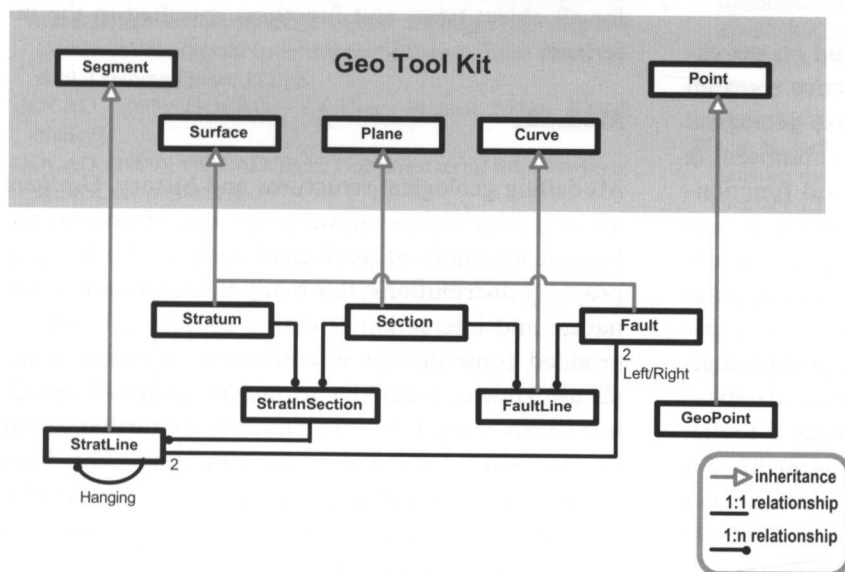 Geo Tool Kit
Segment
Point
Surface
Plane
Curve
Stratum
Section
Fault
2
Left/Right
StratInSection
FaultLine
GeoPoint
StratLine
2
Hanging
inheritance
1:1 relationship
1:n relationship